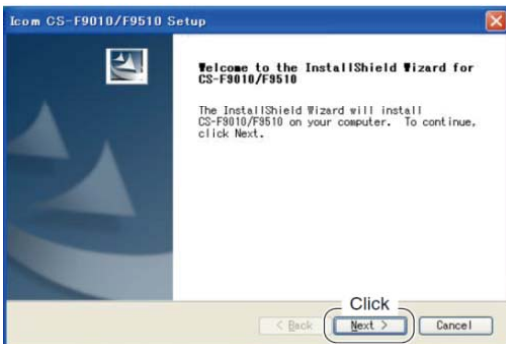 Icom CS-F9010/F9510 Setup
Welcome to the InstallShield Wizard for
CS-F9010/F9510
The InstallShield Wizard will install
CS-F9010/F9510 on your computer. To continue,
click Next.
Click
< Back
Next >
Cancel